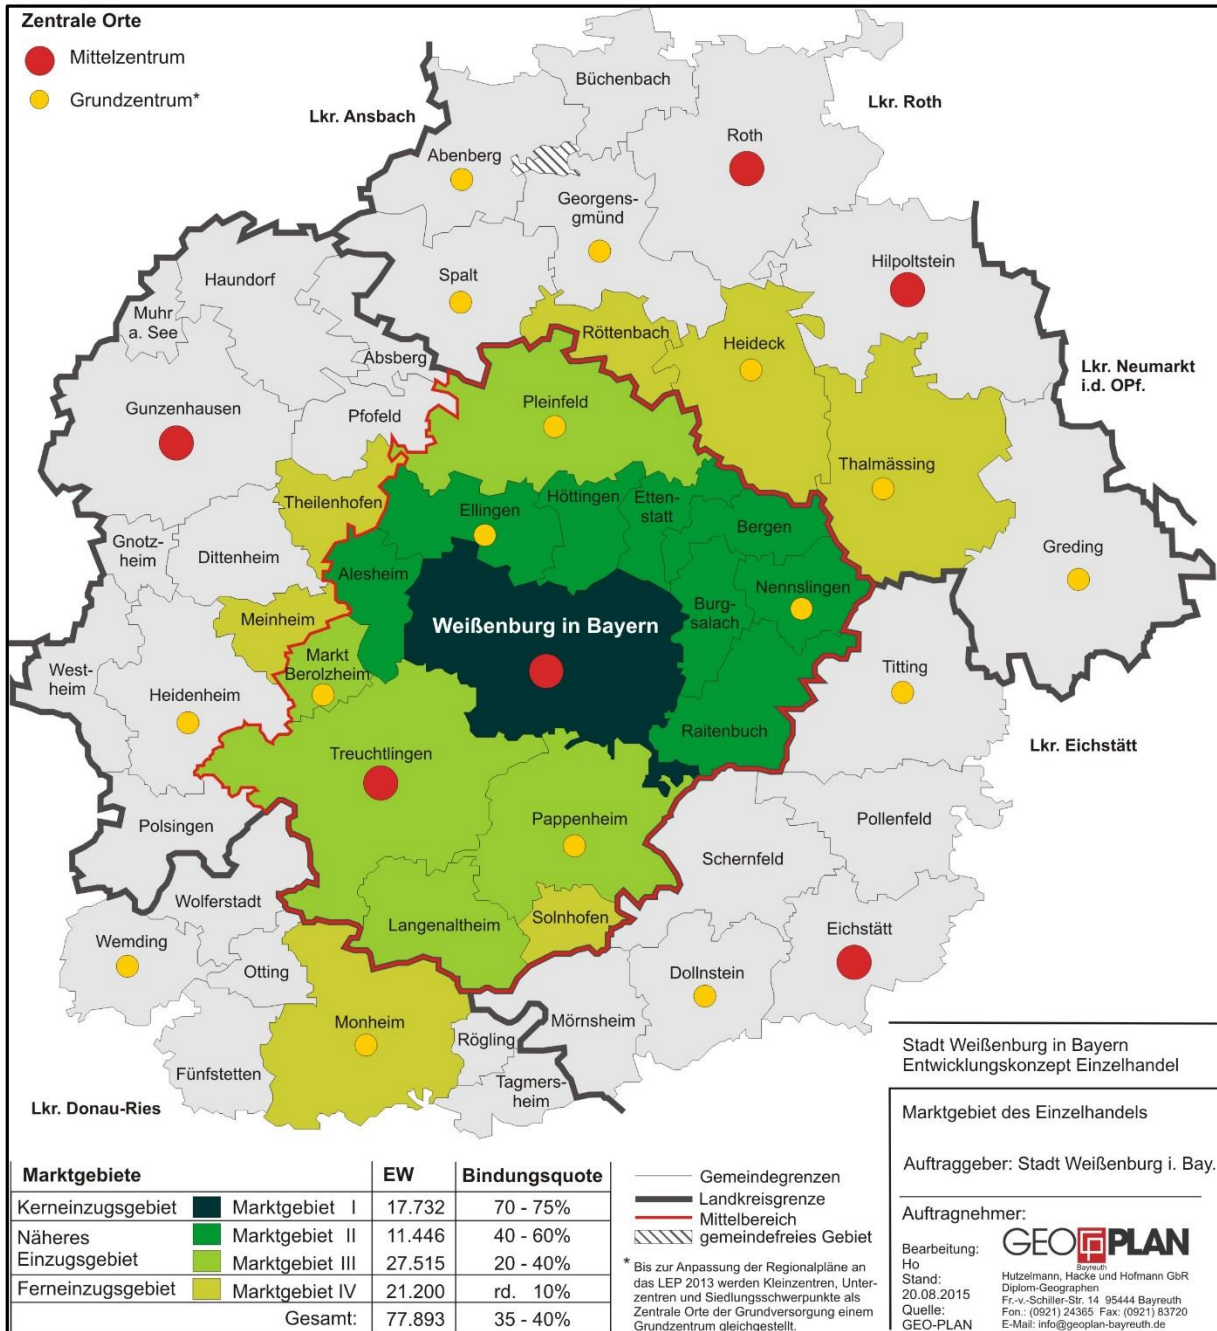 Zentrale Orte
Mittelzentrum
Grundzentrum*
Lkr. Ansbach
Büchenbach
Lkr. Roth
Roth
Abenberg
Georgens-
gmünd
Spalt
Hilpoltstein
Haundorf
Muhr
a. See
Absberg
Röttenbach
Heideck
Lkr. Neumarkt
i.d. OPf.
Gunzenhausen
Pfofeld
Pleinfeld
Thalmässing
Theilenhofen
Ellingen
Höttingen
Etten-
statt
Bergen
Gnotz-
heim
Dittenheim
Alesheim
Nennslingen
Greding
Meinheim
Burg-
salach
Weißenburg in Bayern
Markt
Berolzheim
West-
heim
Heidenheim
Titting
Raitenbuch
Treuchtlingen
Lkr. Eichstätt
Polsingen
Pappenheim
Pollenfeld
Schernfeld
Wolferstadt
Langenaltheim
Solnhofen
Wemding
Eichstätt
Otting
Dollnstein
Monheim
Mörnsheim
Rögling
Fünfstetten
Tagmers-
heim
Lkr. Donau-Ries
Stadt Weißenburg in Bayern
Entwicklungskonzept Einzelhandel
Marktgebiet des Einzelhandels
Auftraggeber: Stadt Weißenburg i. Bay.
Auftragnehmer:
GEO PLAN
Bayreuth
Bearbeitung:
Ho
Stand:
20.08.2015
Quelle:
GEO-PLAN
Hutzelmann, Hacke und Hofmann GbR
Diplom-Geographen
Fr.-v.-Schiller-Str. 14 95444 Bayreuth
Fon.: (0921) 24365 Fax: (0921) 83720
E-Mail: info@geoplan-bayreuth.de
Marktgebiete EW Bindungsquote
Kerneinzugsgebiet Marktgebiet I 17.732 70 - 75%
Näheres
Einzugsgebiet
Marktgebiet II 11.446 40 - 60%
Marktgebiet III 27.515 20 - 40%
Ferneinzugsgebiet Marktgebiet IV 21.200 rd. 10%
Gesamt: 77.893 35 - 40%
Gemeindegrenzen
Landkreisgrenze
Mittelbereich
gemeindefreies Gebiet
* Bis zur Anpassung der Regionalpläne an
das LEP 2013 werden Kleinzentren, Unter-
zentren und Siedlungsschwerpunkte als
Zentrale Orte der Grundversorgung einem
Grundzentrum gleichgestellt.